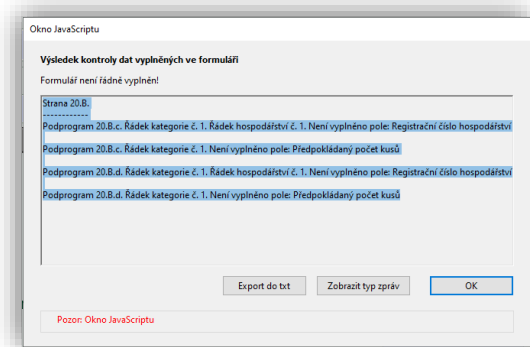 Okno JavaScriptu
Výsledek kontroly dat vyplněných ve formuláři
Formulář není řádně vyplněn!
Strana 20.B.
------------
Podprogram 20.B.c. Řádek kategorie č. 1. Řádek hospodářství č. 1. Není vyplněno pole: Registrační číslo hospodářství
Podprogram 20.B.c. Řádek kategorie č. 1. Není vyplněno pole: Předpokládaný počet kusů
Podprogram 20.B.d. Řádek kategorie č. 1. Řádek hospodářství č. 1. Není vyplněno pole: Registrační číslo hospodářství
Podprogram 20.B.d. Řádek kategorie č. 1. Není vyplněno pole: Předpokládaný počet kusů
Export do txt Zobrazit typ zpráv OK
Pozor: Okno JavaScriptu